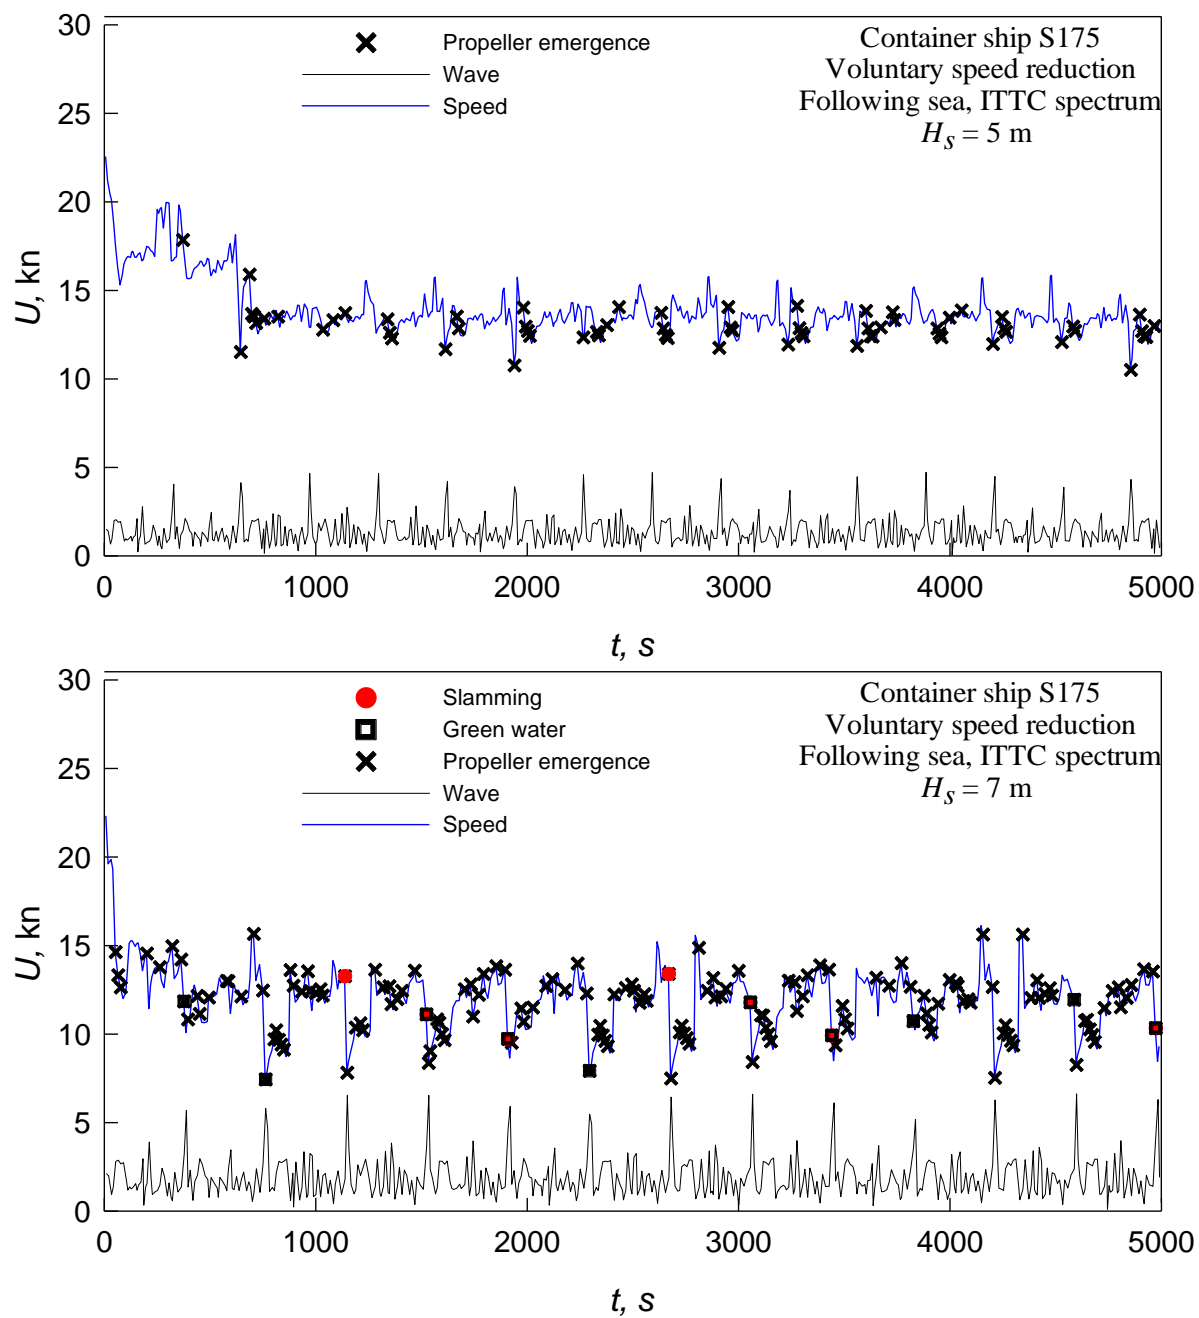 30
25
20
15
10
5
0
U, kn
Propeller emergence
Wave
Speed
Container ship S175
Voluntary speed reduction
Following sea, ITTC spectrum
H_S = 5 m
0 1000 2000 3000 4000 5000
t, s
30
25
20
15
10
5
0
U, kn
Slamming
Green water
Propeller emergence
Wave
Speed
Container ship S175
Voluntary speed reduction
Following sea, ITTC spectrum
H_S = 7 m
0 1000 2000 3000 4000 5000
t, s